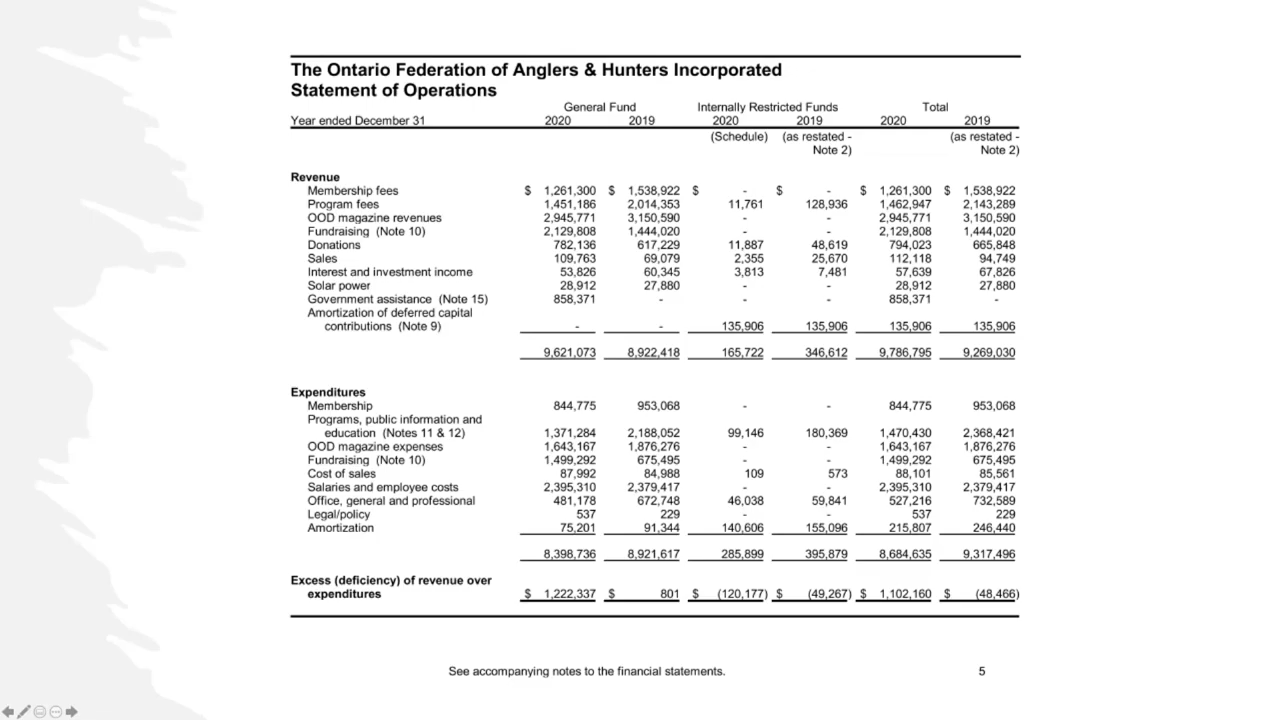 The Ontario Federation of Anglers & Hunters Incorporated
Statement of Operations
General Fund Internally Restricted Funds Total
Year ended December 31 2020 2019 2020 2019 2020 2019
(Schedule) (as restated - (as restated -
Note 2) Note 2)
Revenue
Membership fees $ 1,261,300 $ 1,538,922 $ - $ - $ 1,261,300 $ 1,538,922
Program fees 1,451,186 2,014,353 11,761 128,936 1,462,947 2,143,289
OOD magazine revenues 2,945,771 3,150,590 - - 2,945,771 3,150,590
Fundraising (Note 10) 2,129,808 1,444,020 - - 2,129,808 1,444,020
Donations 782,136 617,229 11,887 48,619 794,023 665,848
Sales 109,763 69,079 2,355 25,670 112,118 94,749
Interest and investment income 53,826 60,345 3,813 7,481 57,639 67,826
Solar power 28,912 27,880 - - 28,912 27,880
Government assistance (Note 15) 858,371 - - - 858,371 -
Amortization of deferred capital
contributions (Note 9) - - 135,906 135,906 135,906 135,906
9,621,073 8,922,418 165,722 346,612 9,786,795 9,269,030
Expenditures
Membership 844,775 953,068 - - 844,775 953,068
Programs, public information and
education (Notes 11 & 12) 1,371,284 2,188,052 99,146 180,369 1,470,430 2,368,421
OOD magazine expenses 1,643,167 1,876,276 - - 1,643,167 1,876,276
Fundraising (Note 10) 1,499,292 675,495 - - 1,499,292 675,495
Cost of sales 87,992 84,988 109 573 88,101 85,561
Salaries and employee costs 2,395,310 2,379,417 - - 2,395,310 2,379,417
Office, general and professional 481,178 672,748 46,038 59,841 527,216 732,589
Legal/policy 537 229 - - 537 229
Amortization 75,201 91,344 140,606 155,096 215,807 246,440
8,398,736 8,921,617 285,899 395,879 8,684,635 9,317,496
Excess (deficiency) of revenue over
expenditures $ 1,222,337 $ 801 $ (120,177) $ (49,267) $ 1,102,160 $ (48,466)
See accompanying notes to the financial statements. 5